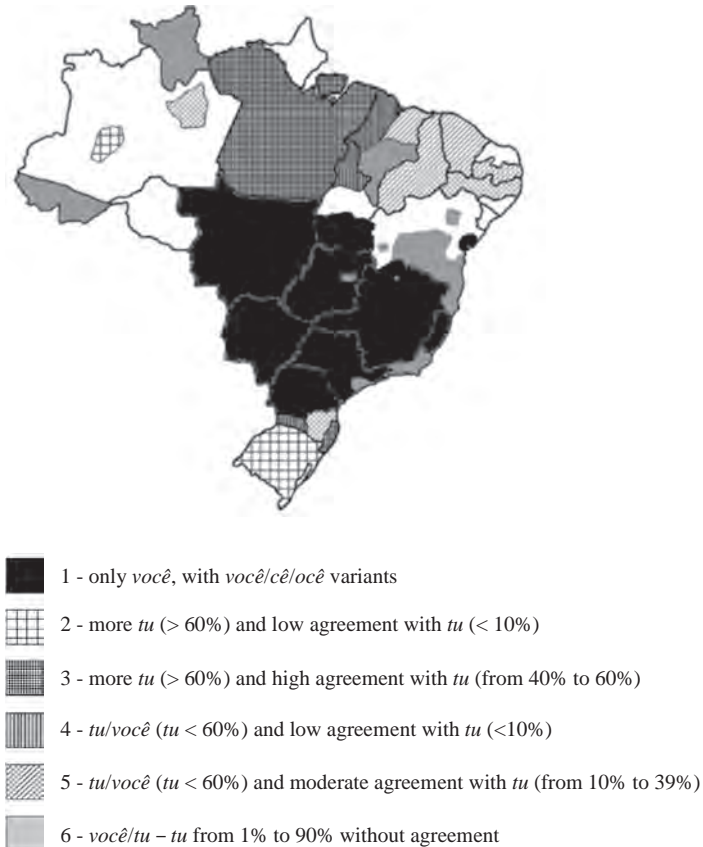 1 - only você, with você/cê/ocê variants
2 - more tu (> 60%) and low agreement with tu (< 10%)
3 - more tu (> 60%) and high agreement with tu (from 40% to 60%)
4 - tu/você (tu < 60%) and low agreement with tu (<10%)
5 - tu/você (tu < 60%) and moderate agreement with tu (from 10% to 39%)
6 - você/tu – tu from 1% to 90% without agreement